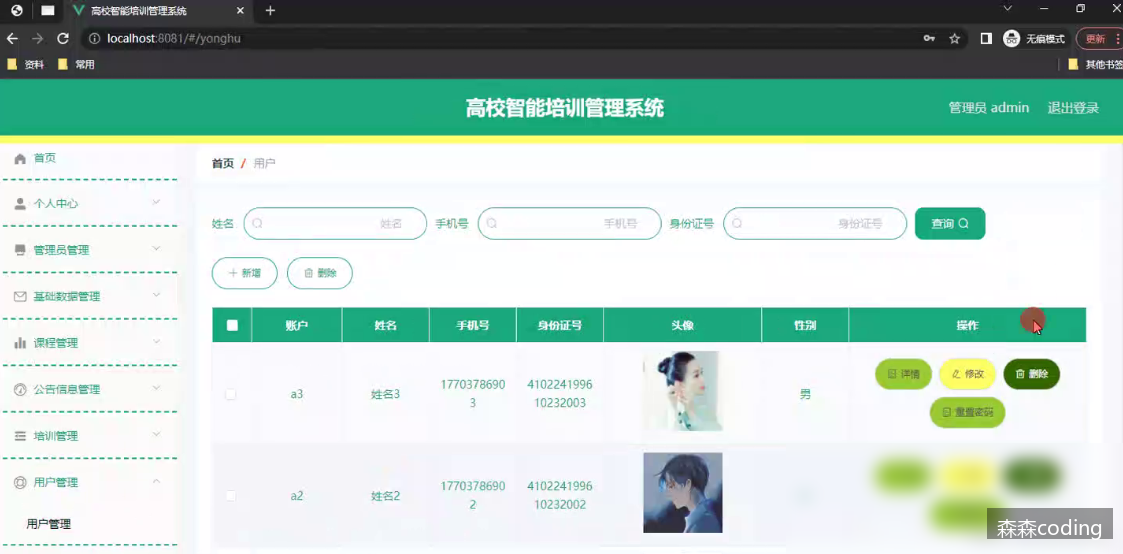 高校智能培训管理系统
localhost:8081/#/yonghu
无痕模式
更新
资料
常用
其他书签
高校智能培训管理系统
管理员 admin
退出登录
首页
个人中心
管理员管理
基础数据管理
课程管理
公告信息管理
培训管理
用户管理
用户管理
首页 / 用户
姓名 姓名 手机号 手机号 身份证号 身份证号 查询
新增 删除
账户 姓名 手机号 身份证号 头像 性别 操作
a3 姓名3 1770378690 4102241996 男 详情 修改 删除
3 10232003 重置密码
a2 姓名2 1770378690 4102241996
2 10232002
森森coding